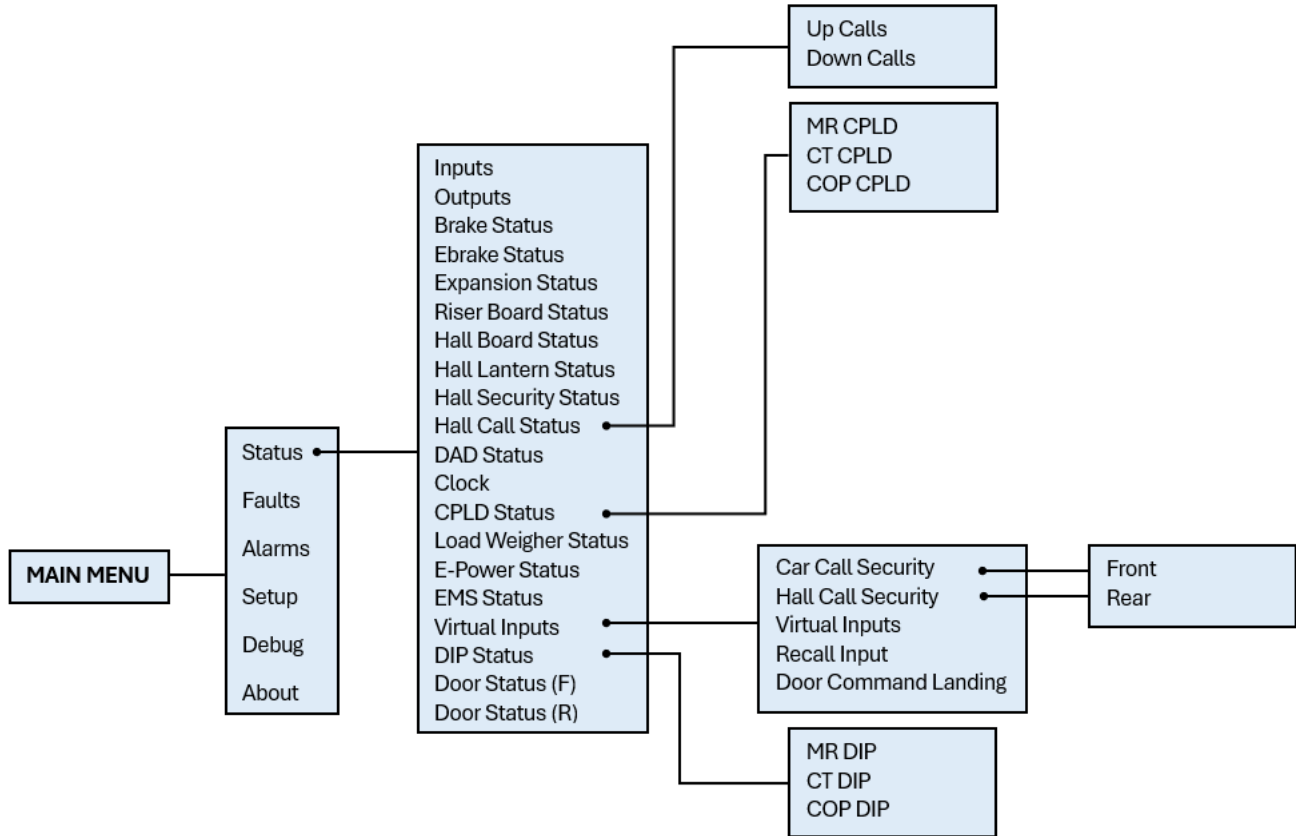 MAIN MENU
Status
Faults
Alarms
Setup
Debug
About
Inputs
Outputs
Brake Status
Ebrake Status
Expansion Status
Riser Board Status
Hall Board Status
Hall Lantern Status
Hall Security Status
Hall Call Status
DAD Status
Clock
CPLD Status
Load Weigher Status
E-Power Status
EMS Status
Virtual Inputs
DIP Status
Door Status (F)
Door Status (R)
Up Calls
Down Calls
MR CPLD
CT CPLD
COP CPLD
Car Call Security
Hall Call Security
Virtual Inputs
Recall Input
Door Command Landing
Front
Rear
MR DIP
CT DIP
COP DIP